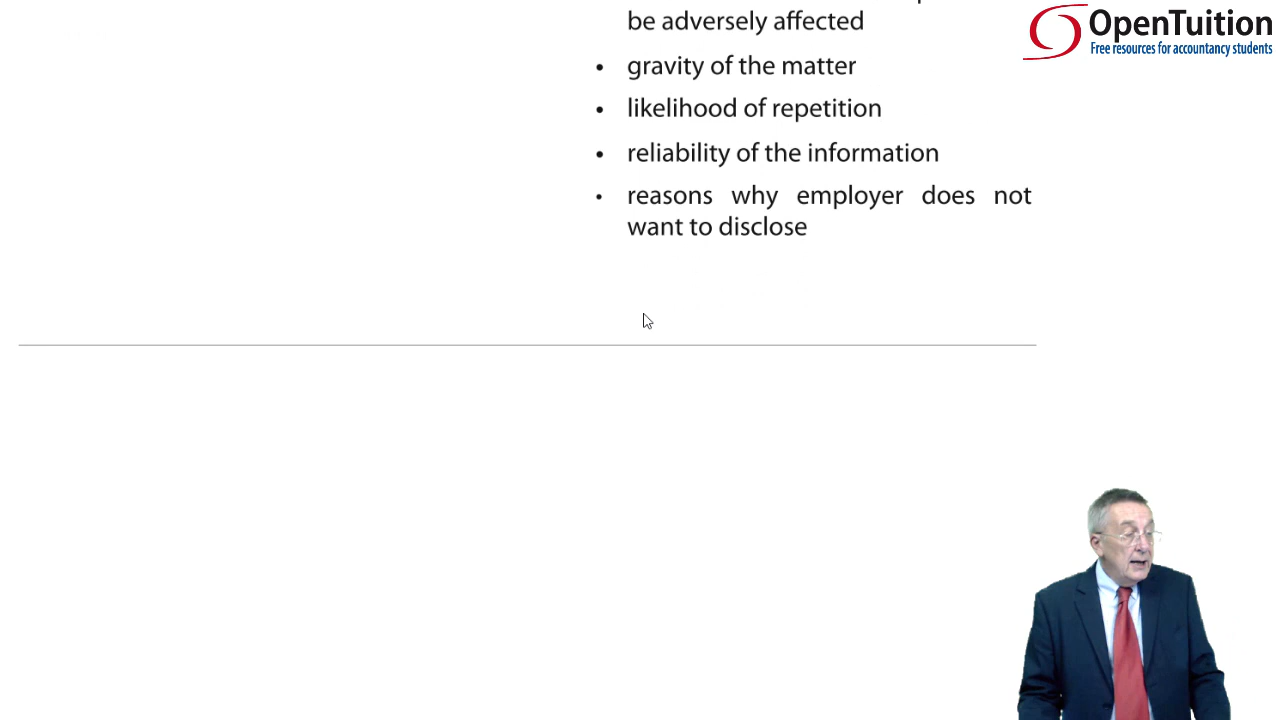 be adversely affected
• gravity of the matter
• likelihood of repetition
• reliability of the information
• reasons why employer does not
want to disclose
OpenTuition
Free resources for accountancy students